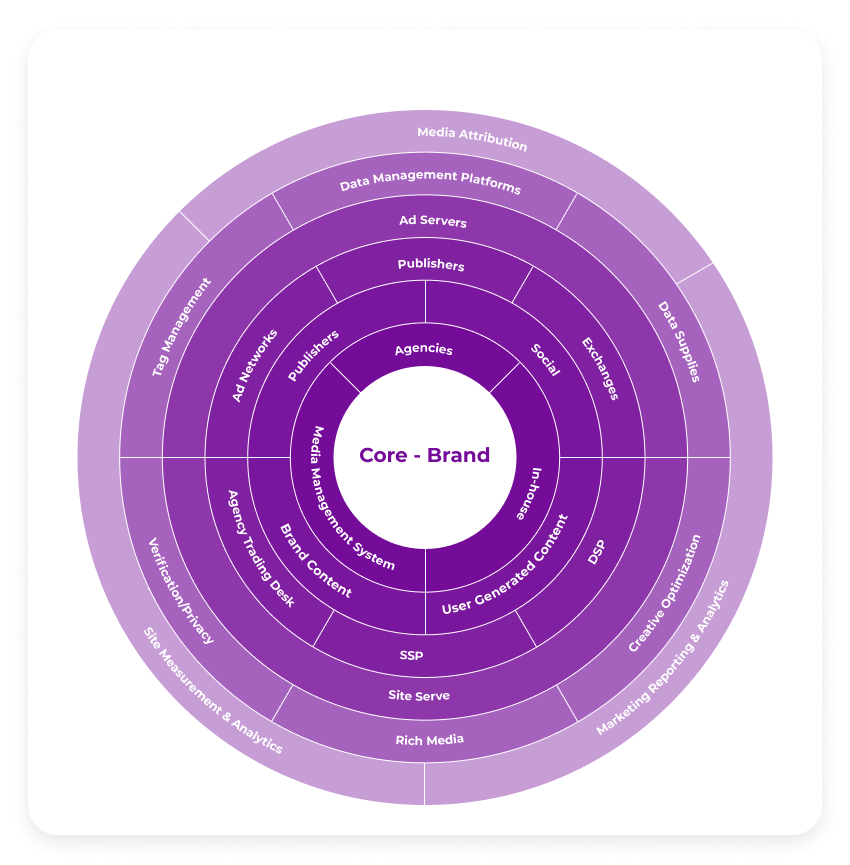 Media Attribution
Data Management Platforms
Ad Servers
Publishers
Agencies
Tag Management
Ad Networks
Publishers
Social
Exchanges
Data Supplies
Core - Brand
Media Management System
In-house
Agency Trading Desk
Brand Content
User Generated Content
DSP
Verification/Privacy
Creative Optimization
Site Measurement & Analytics
Marketing Reporting & Analytics
SSP
Site Serve
Rich Media